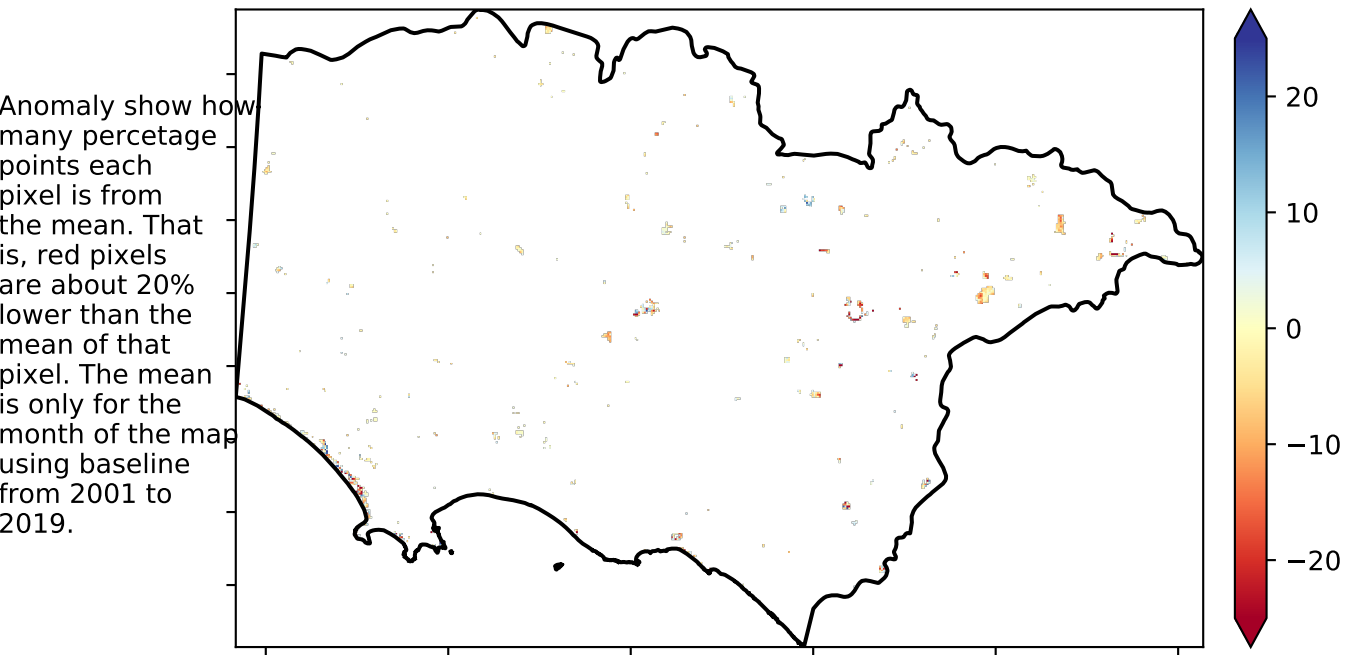 Anomaly show how
many percetage
points each
pixel is from
the mean. That
is, red pixels
are about 20%
lower than the
mean of that
pixel. The mean
is only for the
month of the map
using baseline
from 2001 to
2019.
20
10
0
−10
−20